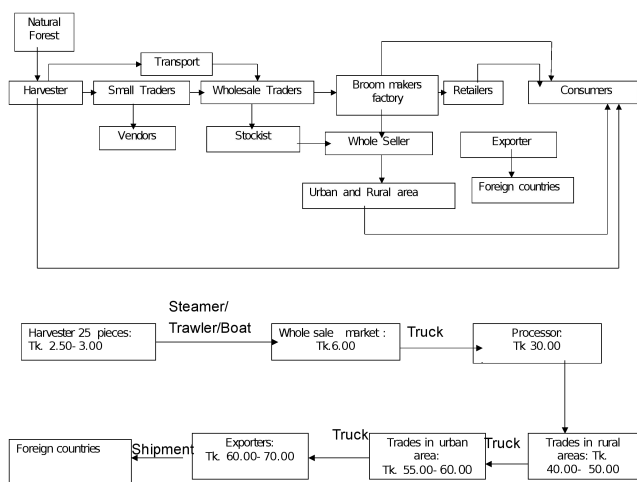 Natural
Forest
Transport
Harvester
Small Traders
Wholesale Traders
Broom makers
factory
Retailers
Consumers
Vendors
Stockist
Whole Seller
Exporter
Urban and Rural area
Foreign countries
Steamer/
Trawler/Boat
Harvester 25 pieces:
Tk. 2.50-3.00
Whole sale market :
Tk.6.00
Truck
Processor:
Tk 30.00
Foreign countries
Shipment
Exporters:
Tk. 60.00-70.00
Truck
Trades in urban
area:
Tk. 55.00-60.00
Truck
Trades in rural
areas: Tk.
40.00- 50.00